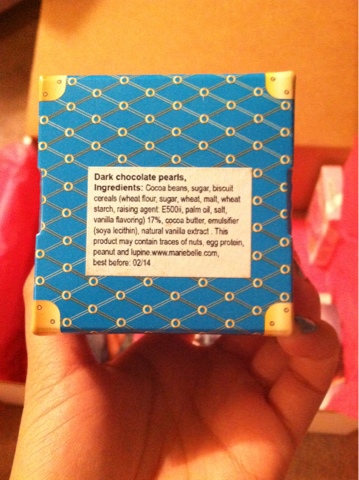 Dark chocolate pearls,
Ingredients: Cocoa beans, sugar, biscuit
cereals (wheat flour, sugar, wheat, malt, wheat
starch, raising agent: E500ii, palm oil, salt,
vanilla flavoring) 17%, cocoa butter, emulsifier
(soya lecithin), natural vanilla extract . This
product may contain traces of nuts, egg protein,
peanut and lupine.www.mariebelle.com,
best before: 02/14